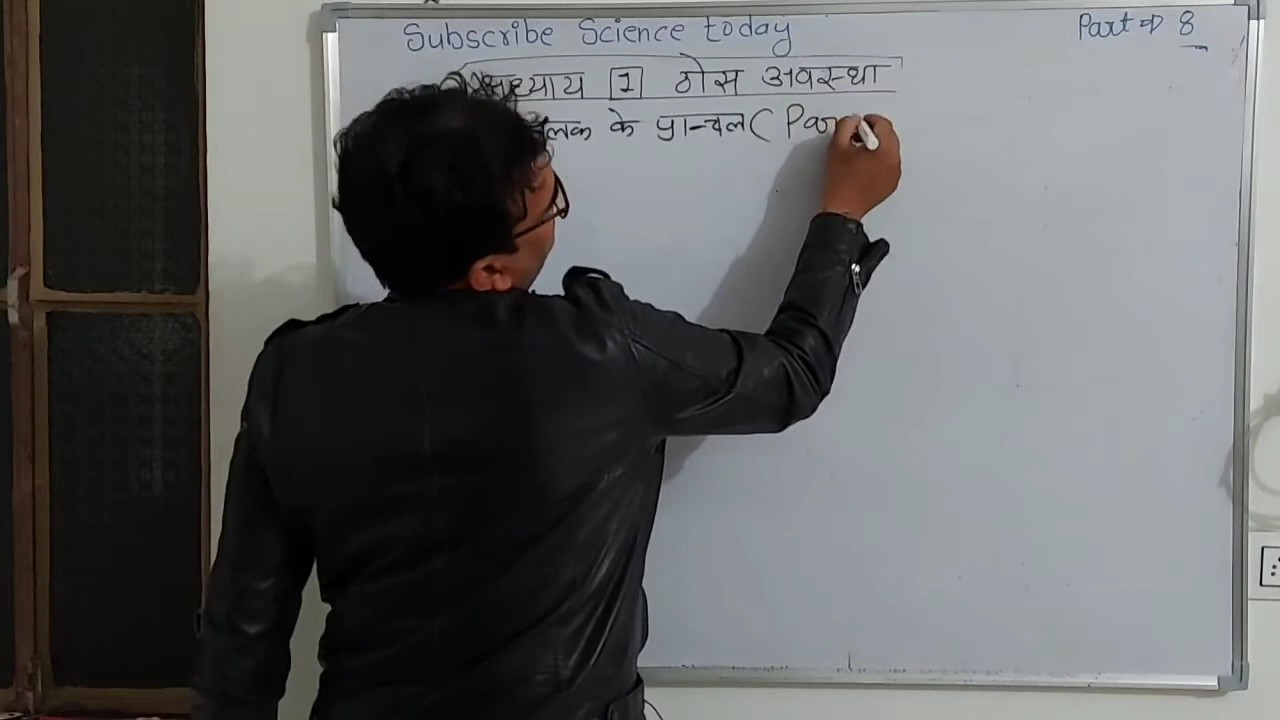 Subscribe Science today
Part ⇒ 8
अध्याय 1 ठोस अवस्था
के प्राचल ( Par